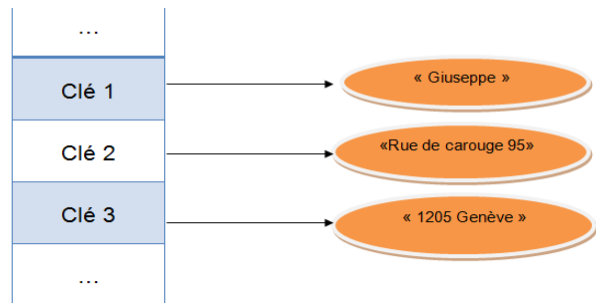 ...
Clé 1
« Giuseppe »
Clé 2
«Rue de carouge 95»
Clé 3
« 1205 Genève »
...